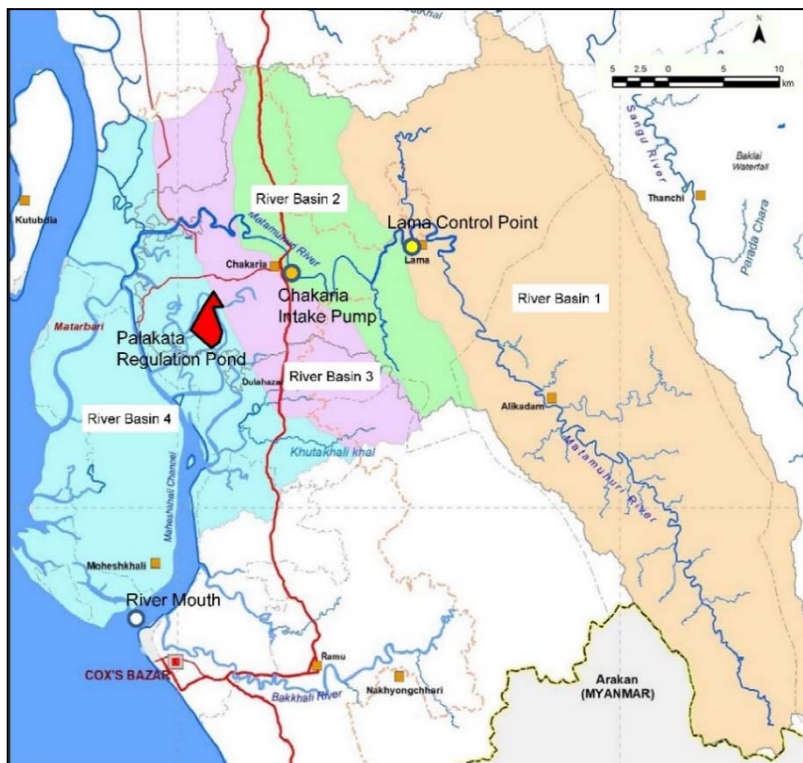 N
5 2.5 0 5 10
km
Sangu River
Baklai
Waterfall
Thanchi
Parada Chara
River Basin 2
Lama Control Point
Kutubdia
Matamuhuri River
Lama
Chakaria
Chakaria
Intake Pump
River Basin 1
Matarbari
Palakata
Regulation Pond
River Basin 3
Dulahaza
Alikadam
River Basin 4
Khutakhali khal
Matamuhuri River
Maheshkhali Channel
Moheshkhali
River Mouth
COX'S BAZAR
Ramu
Bakkhali River
Nakhyongchhari
Arakan
(MYANMAR)